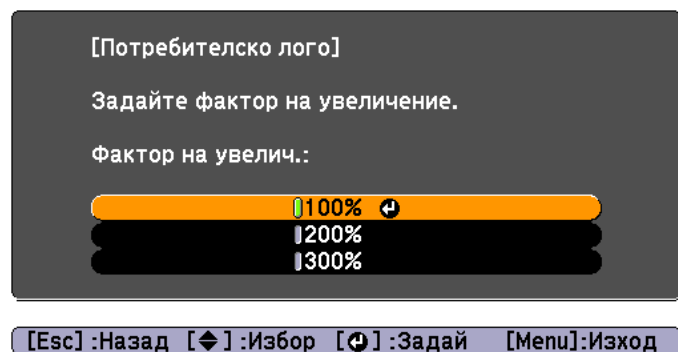 [Потребителско лого]
Задайте фактор на увеличение.
Фактор на увелич.:
100%
200%
300%
[Esc] :Назад [◆] :Избор [↵] :Задай [Menu]:Изход